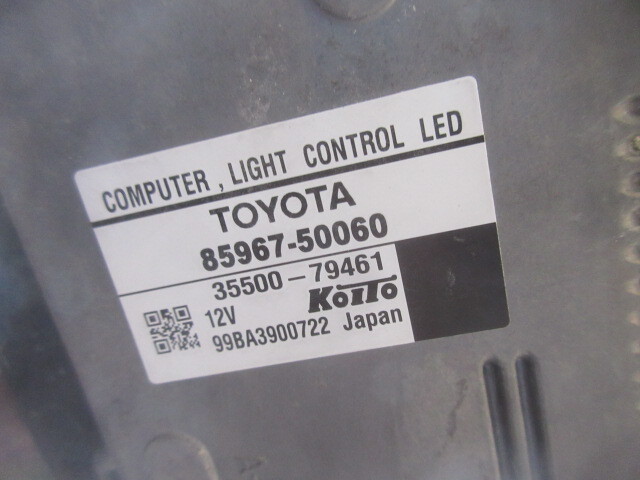 COMPUTER , LIGHT CONTROL LED
TOYOTA
85967-50060
35500-79461
12V KOITO
99BA3900722 Japan